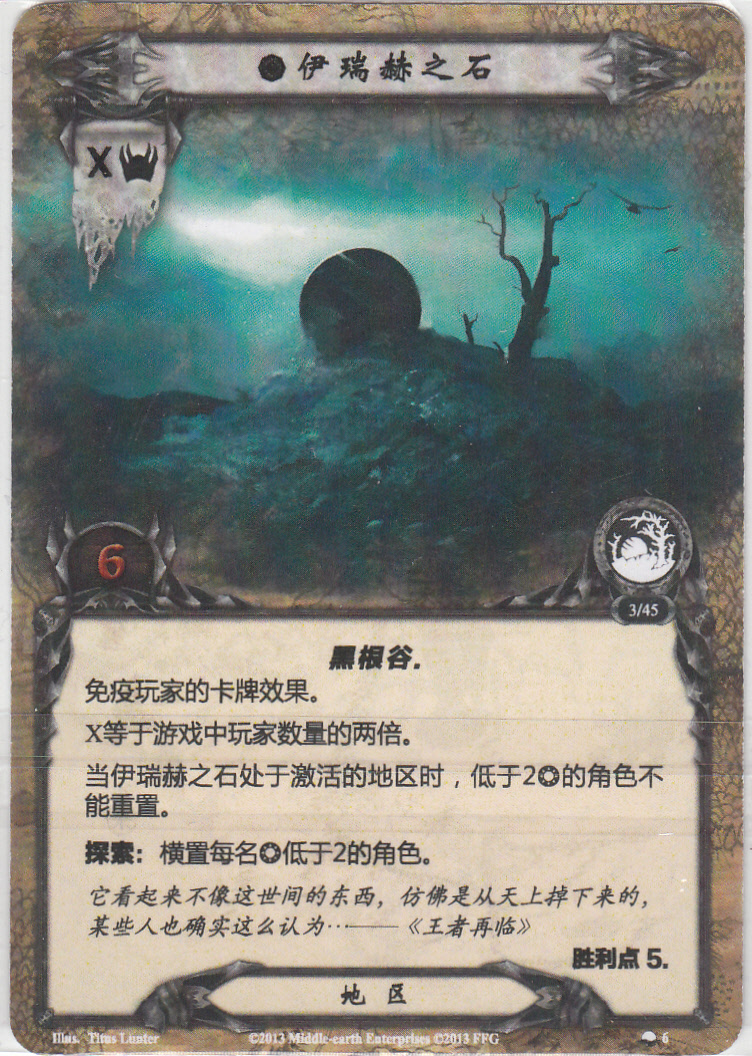 伊瑞赫之石
X
6
3/45
黑根谷.
免疫玩家的卡牌效果。
X等于游戏中玩家数量的两倍。
当伊瑞赫之石处于激活的地区时，低于2的角色不
能重置。
探索：横置每名低于2的角色。
它看起来不像这世间的东西，仿佛是从天上掉下来的，
某些人也确实这么认为…——《王者再临》
胜利点 5.
地 区
Illus. Titus Lunter ©2013 Middle-earth Enterprises ©2013 FFG 6